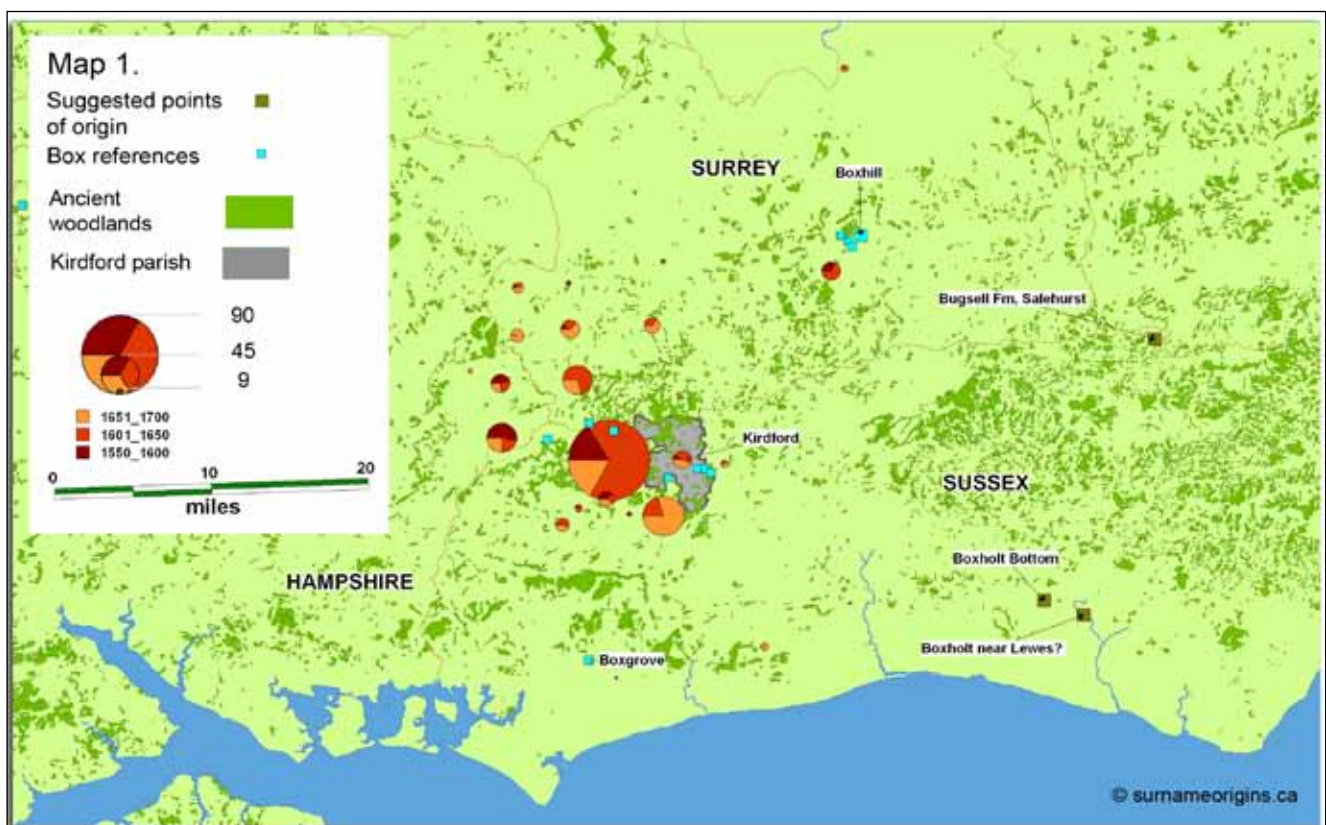 Map 1.
Suggested points
of origin
Box references
Ancient
woodlands
Kirdford parish
90
45
9
1651_1700
1601_1650
1550_1600
0 10 20
miles
SURREY
Boxhill
Bugsell Fm, Salehurst
Kirdford
SUSSEX
Boxholt Bottom
HAMPSHIRE
Boxholt near Lewes?
Boxgrove
© surnameorigins.ca